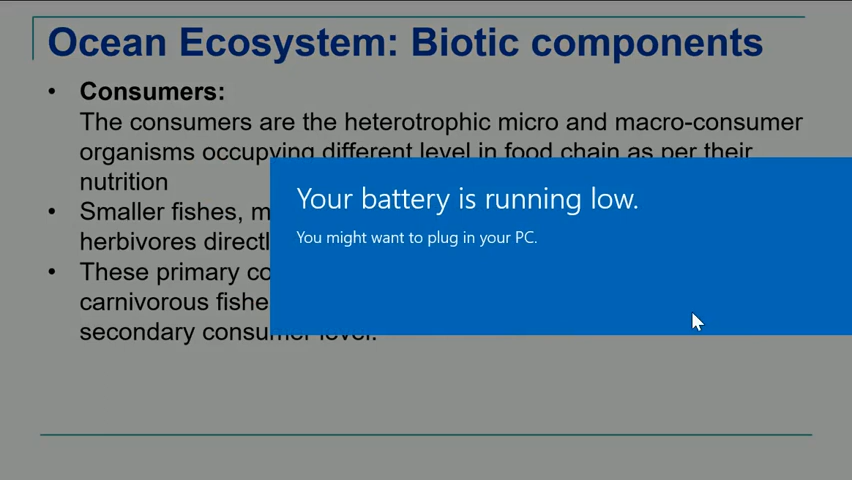 Ocean Ecosystem: Biotic components
• Consumers:
The consumers are the heterotrophic micro and macro-consumer
organisms occupying different level in food chain as per their
nutrition
• Smaller fishes, m
herbivores directl
• These primary co
carnivorous fishe
secondary consumer level.
Your battery is running low.
You might want to plug in your PC.